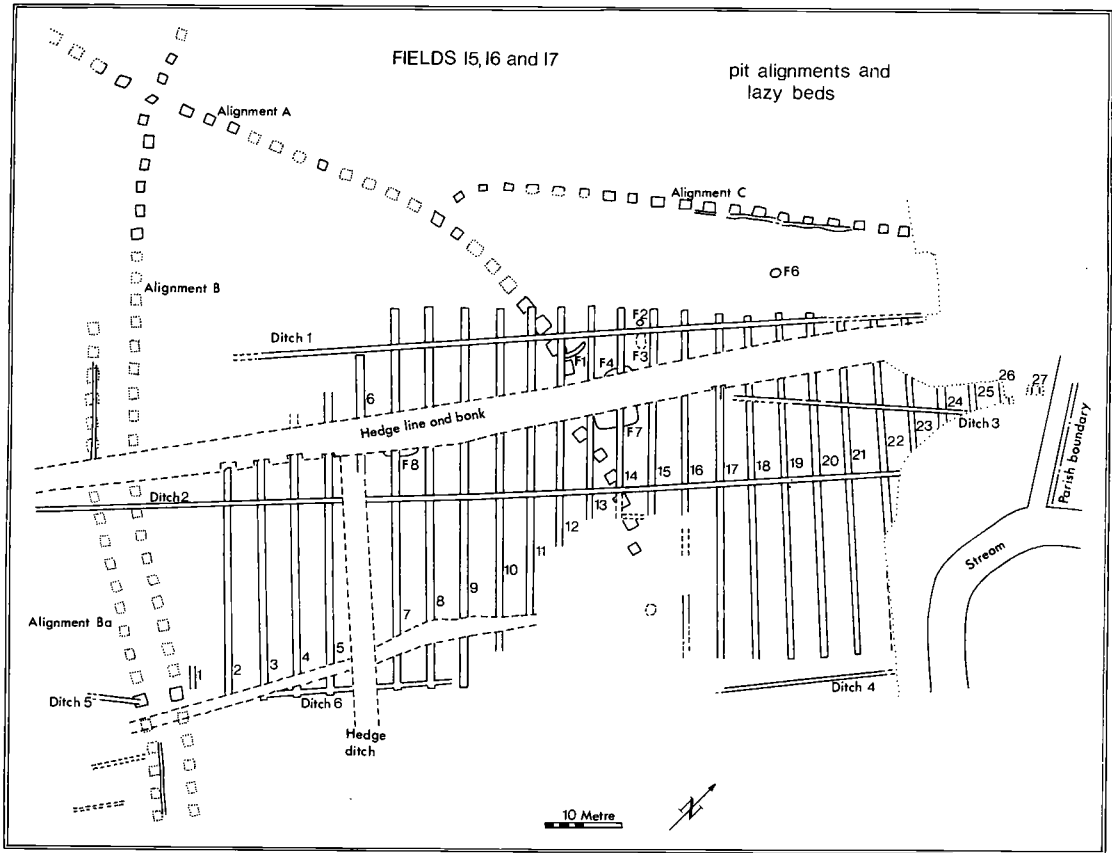 FIELDS 15, 16 and 17
pit alignments and
lazy beds
Alignment A
Alignment C
F6
Alignment B
F2
Ditch 1
F1
F4
F3
6
26
27
25
24
Hedge line and bank
Ditch 3
23
F7
F8
22
21
20
19
18
17
16
15
14
Parish boundary
Ditch2
13
12
11
10
9
8
7
Stream
Alignment Ba
5
4
3
2
1
Ditch 4
Ditch 5
Ditch 6
Hedge
ditch
10 Metre
N